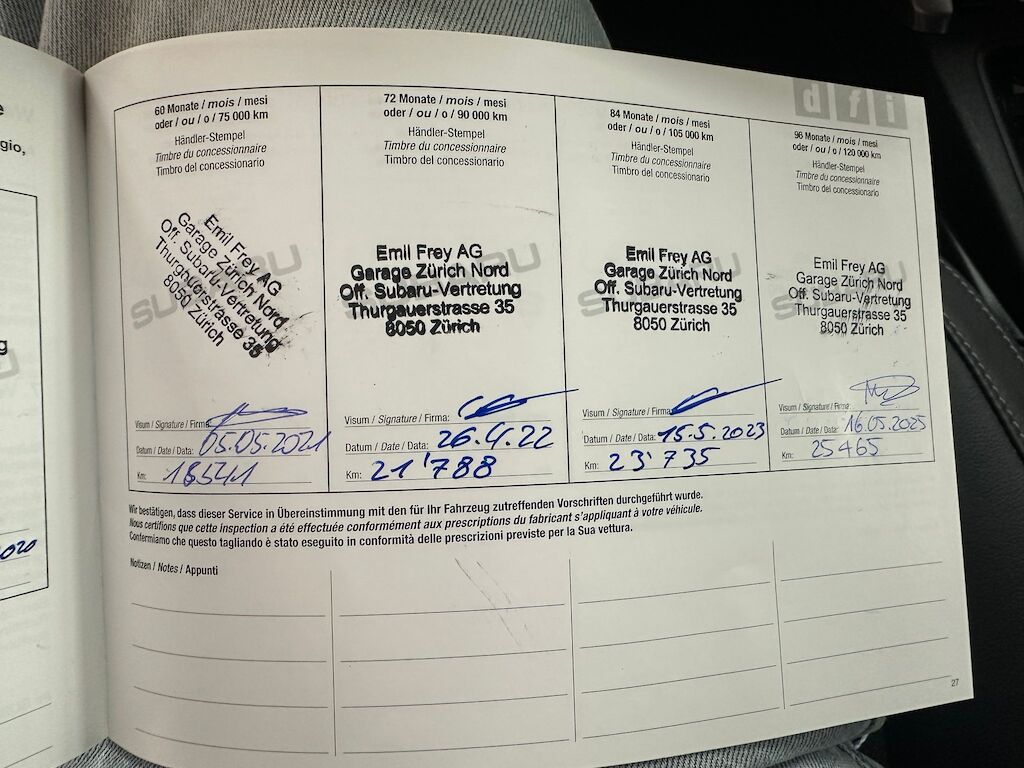 e
gio,
g
2020
dfi
60 Monate / mois / mesi
oder / ou / o / 75 000 km
Händler-Stempel
Timbre du concessionnaire
Timbro del concessionario
SUBARU
Emil Frey AG
Garage Zürich Nord
Off. Subaru-Vertretung
Thurgauerstrasse 35
8050 Zürich
Visum / Signature / Firma:
Datum / Date / Data: 05.05.2021
Km: 18541
72 Monate / mois / mesi
oder / ou / o / 90 000 km
Händler-Stempel
Timbre du concessionnaire
Timbro del concessionario
SUBARU
Emil Frey AG
Garage Zürich Nord
Off. Subaru-Vertretung
Thurgauerstrasse 35
8050 Zürich
Visum / Signature / Firma:
Datum / Date / Data: 26.4.22
Km: 21'788
84 Monate / mois / mesi
oder / ou / o / 105 000 km
Händler-Stempel
Timbre du concessionnaire
Timbro del concessionario
SUBARU
Emil Frey AG
Garage Zürich Nord
Off. Subaru-Vertretung
Thurgauerstrasse 35
8050 Zürich
Visum / Signature / Firma:
Datum / Date / Data: 15.5.2023
Km: 23'735
96 Monate / mois / mesi
oder / ou / o / 120 000 km
Händler-Stempel
Timbre du concessionnaire
Timbro del concessionario
SUBARU
Emil Frey AG
Garage Zürich Nord
Off. Subaru-Vertretung
Thurgauerstrasse 35
8050 Zürich
Visum / Signature / Firma:
Datum / Date / Data: 16.05.2025
Km: 25465
Wir bestätigen, dass dieser Service in Übereinstimmung mit den für Ihr Fahrzeug zutreffenden Vorschriften durchgeführt wurde.
Nous certifions que cette inspection a été effectuée conformément aux prescriptions du fabricant s'appliquant à votre véhicule.
Confermiamo che questo tagliando è stato eseguito in conformità delle prescrizioni previste per la Sua vettura.
Notizen / Notes / Appunti
27